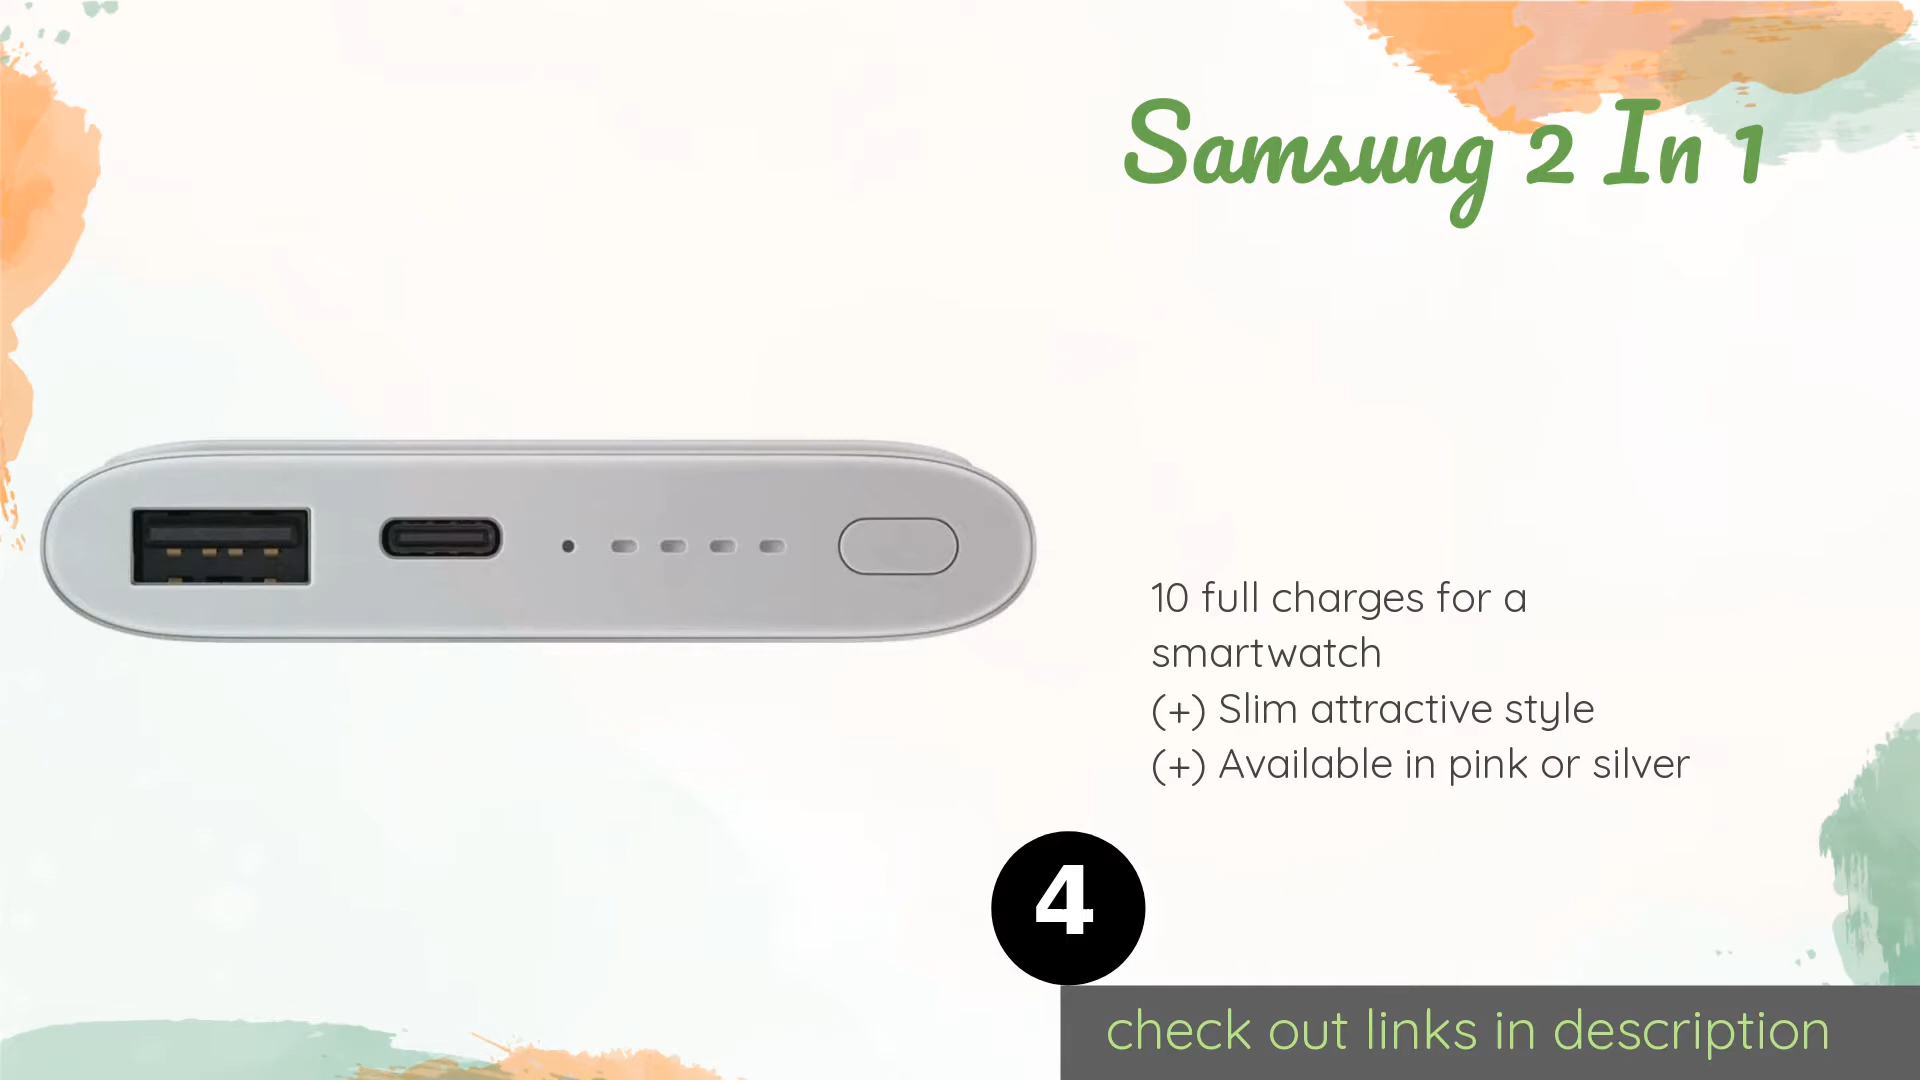 Samsung 2 In 1
10 full charges for a
smartwatch
(+) Slim attractive style
(+) Available in pink or silver
4
check out links in description